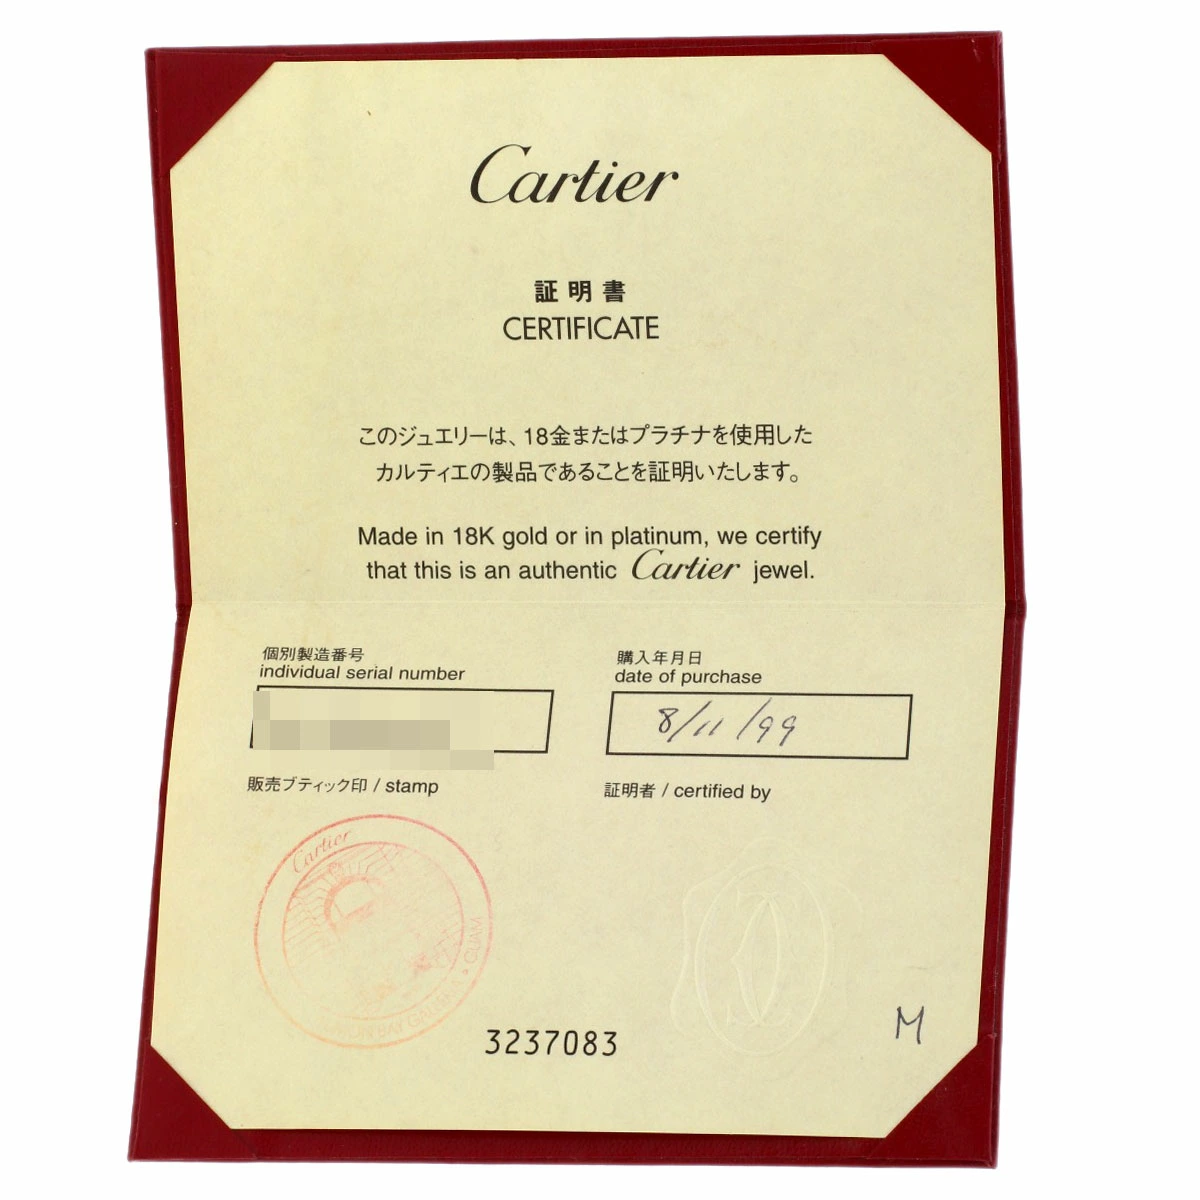 Cartier
証明書
CERTIFICATE
このジュエリーは、18金またはプラチナを使用した
カルティエの製品であることを証明いたします。
Made in 18K gold or in platinum, we certify
that this is an authentic Cartier jewel.
個別製造番号
individual serial number
購入年月日
date of purchase
8/11/99
販売ブティック印 / stamp
証明者 / certified by
Cartier
BAY GUAM
3237083
M